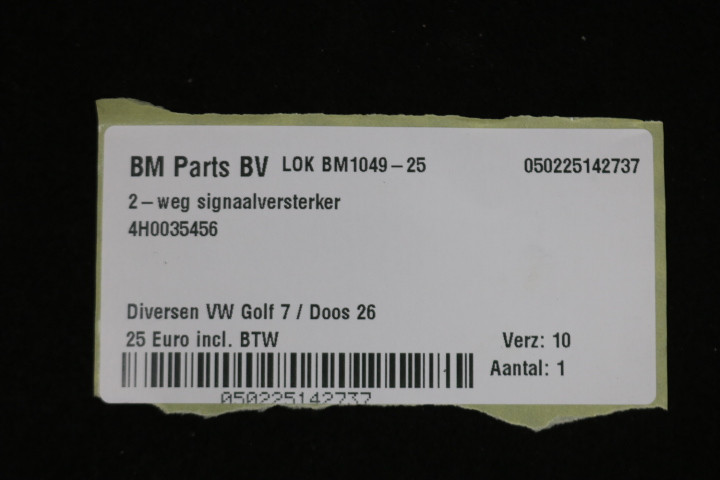 BM Parts BV LOK BM1049-25 050225142737
2-weg signaalversterker
4H0035456
Diversen VW Golf 7 / Doos 26
25 Euro incl. BTW Verz: 10
Aantal: 1
050225142737